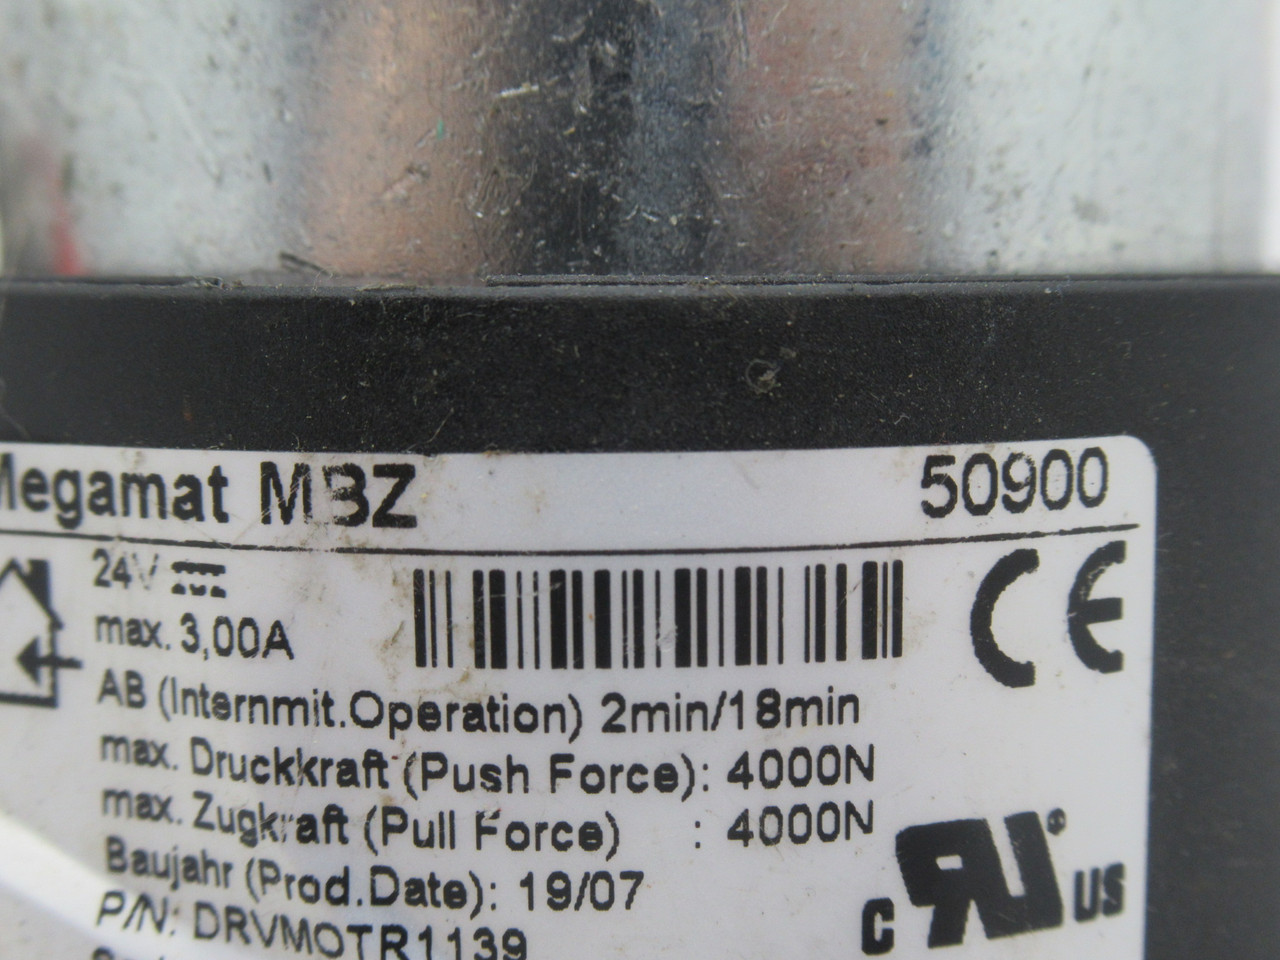 Megamat MBZ 50900
24V
max. 3,00A
CE
AB (Internmit.Operation) 2min/18min
max. Druckkraft (Push Force): 4000N
max. Zugkraft (Pull Force) : 4000N
Baujahr (Prod.Date): 19/07
P/N: DRVMOTR1139
c RU® US